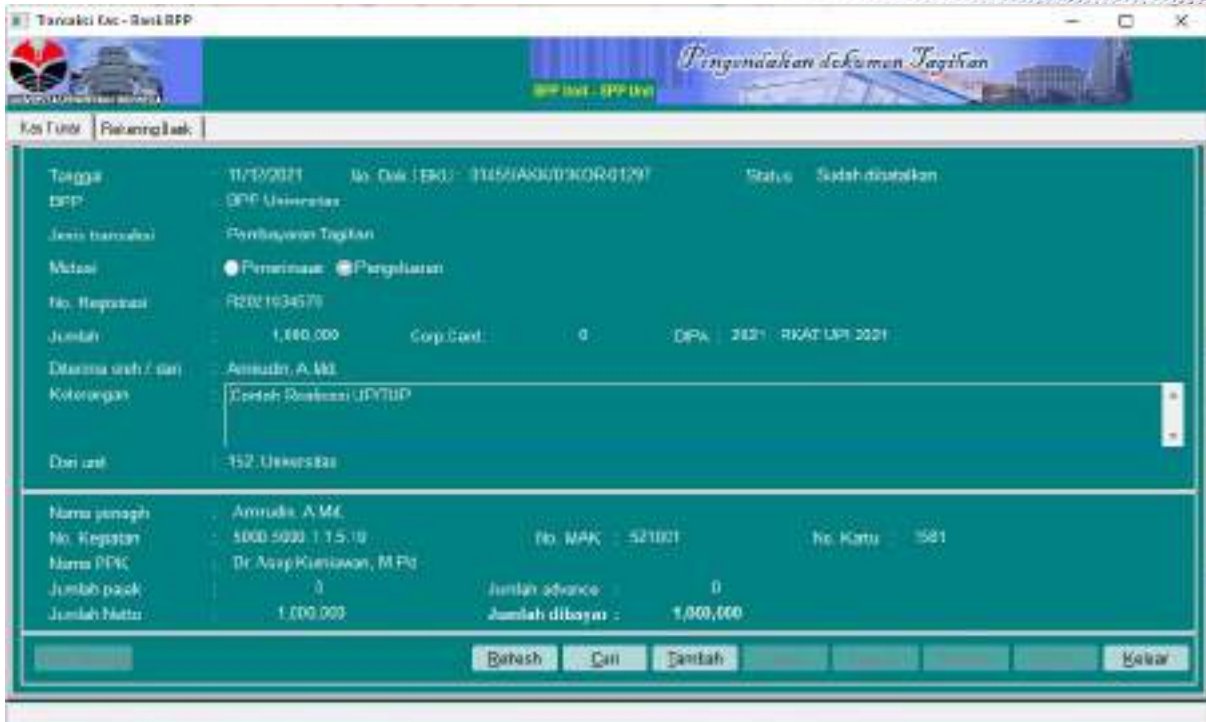 Transaksi Kas - Bank BPP
Pengendalian dokumen Tagihan
BPP Unit - BPP Unit
Kas Tunai Rekening Bank
Tanggal : 11/12/2021 No. Dok / BKU : Status Sudah dibatalkan
BPP : BPP Universitas
Jenis transaksi Pembayaran Tagihan
Mutasi : Penerimaan Pengeluaran
No. Registrasi
Jumlah : 1,000,000 Corp.Card : 0 DIPA : 2021 RKAT UPI 2021
Diterima oleh / dari : Amirudin, A.Md.
Keterangan : Contoh Realisasi UP/TUP
Dari unit : 152. Universitas
Nama penagih : Amirudin, A.Md.
No. Kegiatan : No. MAK : No. Kartu : 1581
Nama PPK : Dr. Asep Kurniawan, M.Pd
Jumlah pajak : 0 Jumlah advance : 0
Jumlah Netto : 1,000,000 Jumlah dibayar : 1,000,000
Refresh Cari Tambah Keluar